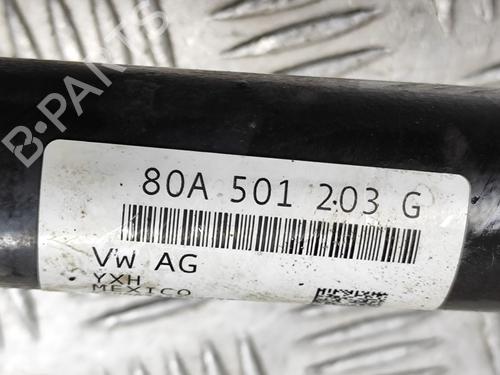 B-PARTS
80A 501 203 G
VW AG
YXH
MEXICO